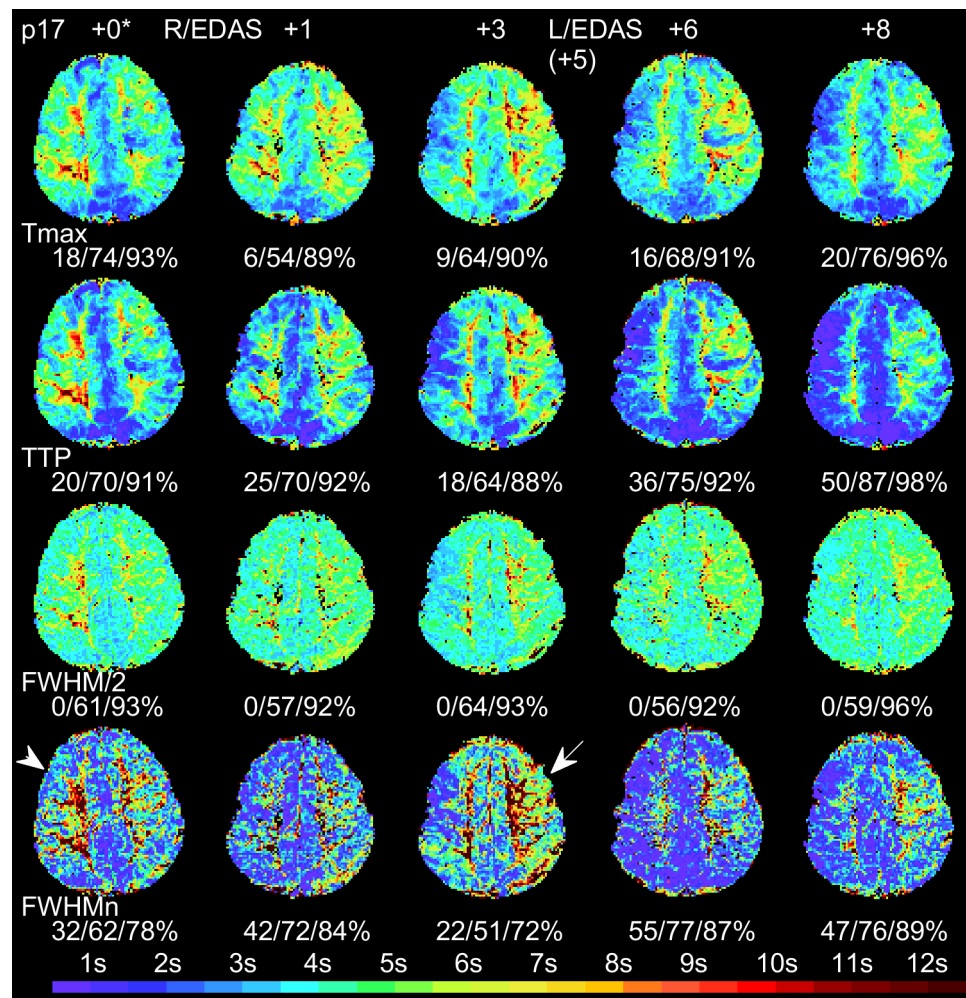 p17 +0* R/EDAS +1 +3 L/EDAS +6 +8
(+5)
Tmax
18/74/93% 6/54/89% 9/64/90% 16/68/91% 20/76/96%
TTP
20/70/91% 25/70/92% 18/64/88% 36/75/92% 50/87/98%
FWHM/2
0/61/93% 0/57/92% 0/64/93% 0/56/92% 0/59/96%
FWHMn
32/62/78% 42/72/84% 22/51/72% 55/77/87% 47/76/89%
1s 2s 3s 4s 5s 6s 7s 8s 9s 10s 11s 12s